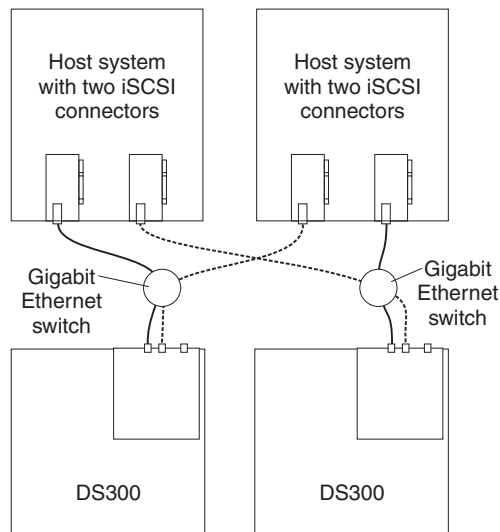 Host system
with two iSCSI
connectors
Host system
with two iSCSI
connectors
Gigabit
Ethernet
switch
Gigabit
Ethernet
switch
DS300
DS300